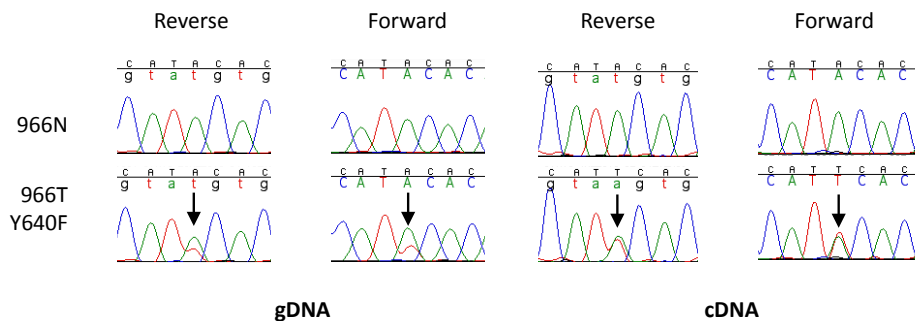 Reverse Forward Reverse Forward
C A T A C A C C A T A C A C C A T A C A C C A T A C A C
g t a t g t g C A T A C A C g t a t g t g C A T A C A C
966N
C A T A C A C C A T A C A C C A T T C A C C A T T C A C
g t a t g t g C A T A C A C g t a a g t g C A T T C A C
966T
Y640F
gDNA cDNA